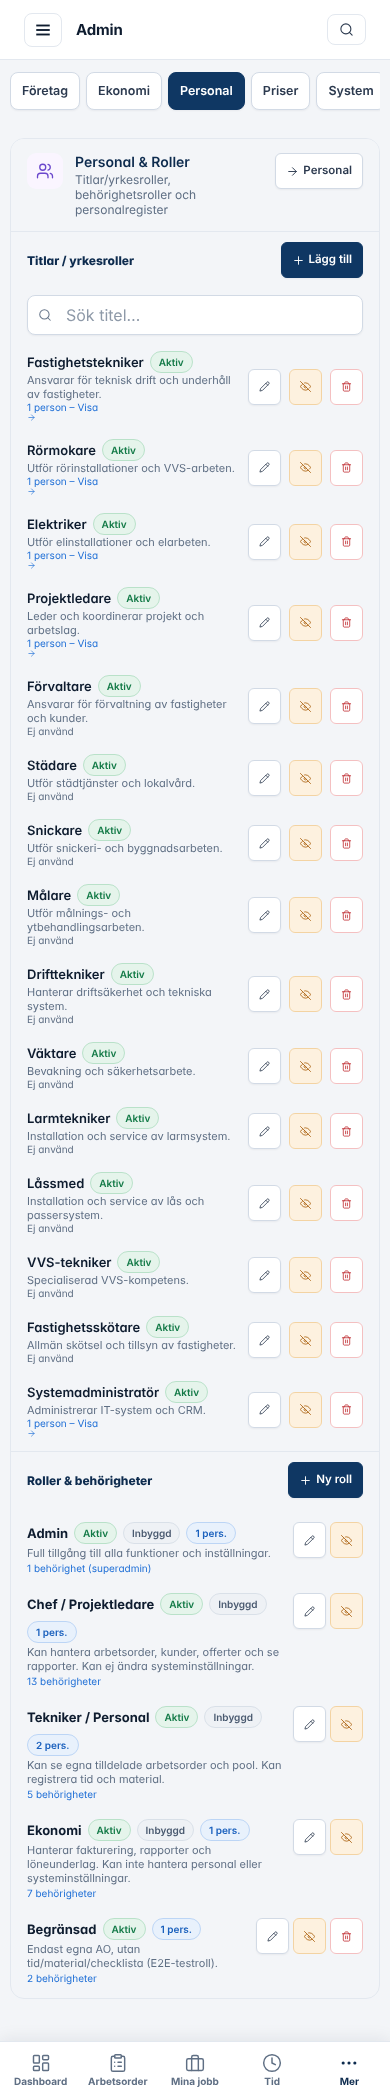 Admin
Företag
Ekonomi
Personal
Priser
System
Personal & Roller
Titlar/yrkesroller,
behörighetsroller och
personalregister
→ Personal
Titlar / yrkesroller
+ Lägg till
Sök titel...
Fastighetstekniker Aktiv
Ansvarar för teknisk drift och underhåll
av fastigheter.
1 person – Visa
→
Rörmokare Aktiv
Utför rörinstallationer och VVS-arbeten.
1 person – Visa
→
Elektriker Aktiv
Utför elinstallationer och elarbeten.
1 person – Visa
→
Projektledare Aktiv
Leder och koordinerar projekt och
arbetslag.
1 person – Visa
→
Förvaltare Aktiv
Ansvarar för förvaltning av fastigheter
och kunder.
Ej använd
Städare Aktiv
Utför städtjänster och lokalvård.
Ej använd
Snickare Aktiv
Utför snickeri- och byggnadsarbeten.
Ej använd
Målare Aktiv
Utför målnings- och
ytbehandlingsarbeten.
Ej använd
Drifttekniker Aktiv
Hanterar driftsäkerhet och tekniska
system.
Ej använd
Väktare Aktiv
Bevakning och säkerhetsarbete.
Ej använd
Larmtekniker Aktiv
Installation och service av larmsystem.
Ej använd
Låssmed Aktiv
Installation och service av lås och
passersystem.
Ej använd
VVS-tekniker Aktiv
Specialiserad VVS-kompetens.
Ej använd
Fastighetsskötare Aktiv
Allmän skötsel och tillsyn av fastigheter.
Ej använd
Systemadministratör Aktiv
Administrerar IT-system och CRM.
1 person – Visa
→
Roller & behörigheter
+ Ny roll
Admin Aktiv Inbyggd 1 pers.
Full tillgång till alla funktioner och inställningar.
1 behörighet (superadmin)
Chef / Projektledare Aktiv Inbyggd
1 pers.
Kan hantera arbetsorder, kunder, offerter och se
rapporter. Kan ej ändra systeminställningar.
13 behörigheter
Tekniker / Personal Aktiv Inbyggd
2 pers.
Kan se egna tilldelade arbetsorder och pool. Kan
registrera tid och material.
5 behörigheter
Ekonomi Aktiv Inbyggd 1 pers.
Hanterar fakturering, rapporter och
löneunderlag. Kan inte hantera personal eller
systeminställningar.
7 behörigheter
Begränsad Aktiv 1 pers.
Endast egna AO, utan
tid/material/checklista (E2E-testroll).
2 behörigheter
Dashboard
Arbetsorder
Mina jobb
Tid
Mer